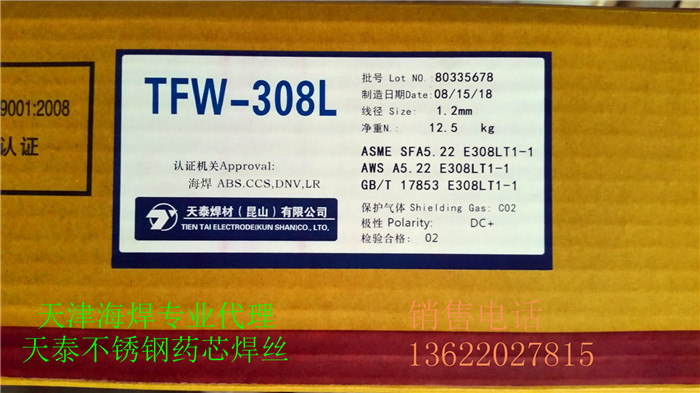 9001:2008
认证
TFW-308L
认证机关Approval:
海焊 ABS.CCS,DNV,LR
天泰焊材(昆山)有限公司
TIEN TAI ELECTRODE(KUN SHAN)CO., LTD.
批号 Lot NO.:80335678
制造日期Date:08/15/18
线径 Size: 1.2mm
净重N.: 12.5 kg
ASME SFA5.22 E308LT1-1
AWS A5.22 E308LT1-1
GB/T 17853 E308LT1-1
保护气体 Shielding Gas: CO2
极性 Polarity: DC+
检验合格: 02
天津海焊专业代理
天泰不锈钢药芯焊丝
销售电话
13622027815